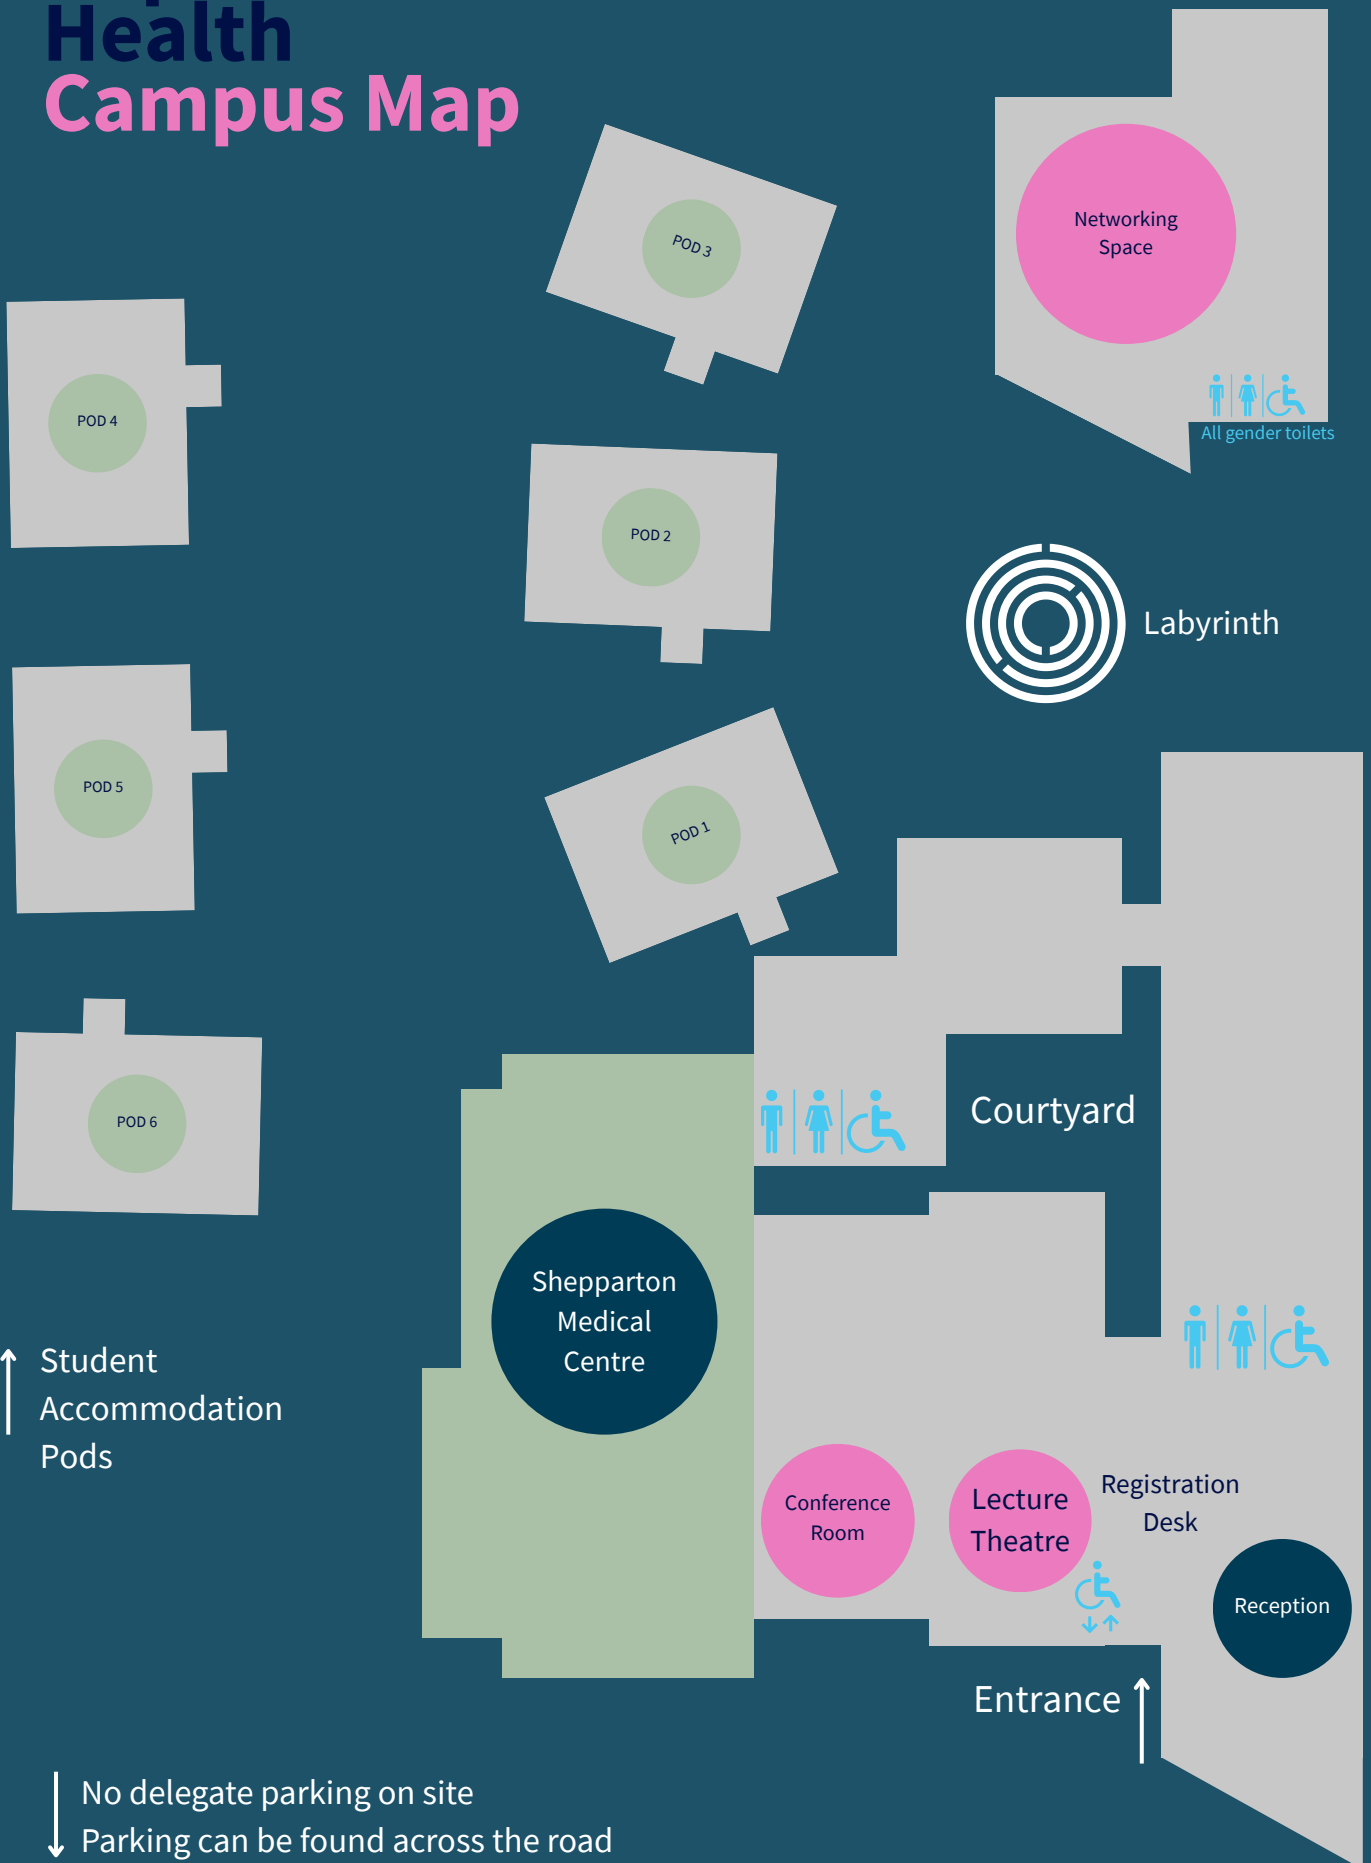 Health
Campus Map
POD 3
Networking
Space
POD 4
All gender toilets
POD 2
Labyrinth
POD 5
POD 1
POD 6
Courtyard
Shepparton
Medical
Centre
Student
Accommodation
Pods
Conference
Room
Lecture
Theatre
Registration
Desk
Reception
Entrance
No delegate parking on site
Parking can be found across the road